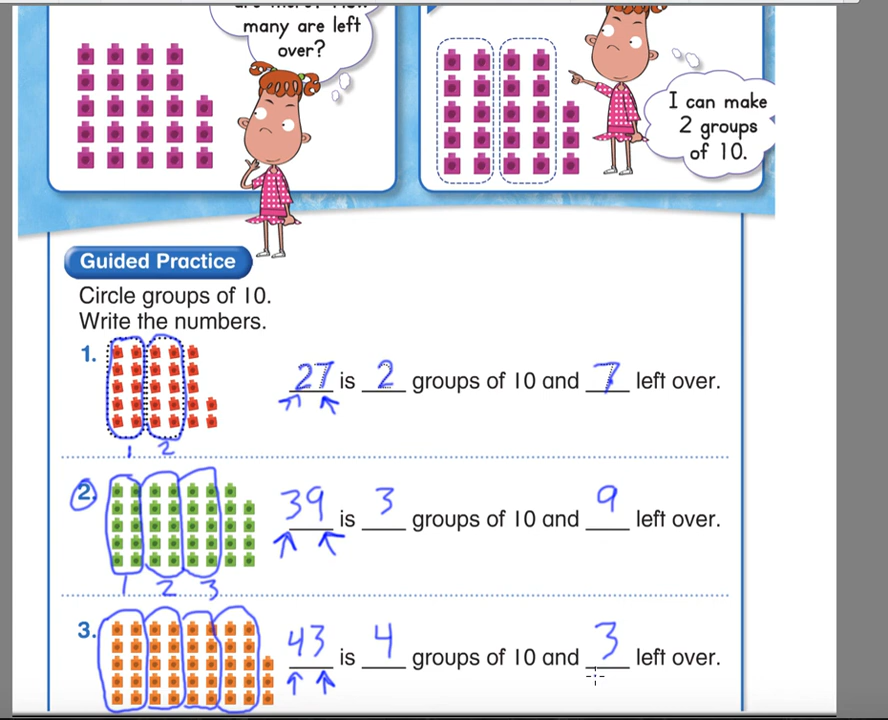 many are left
over?
I can make
2 groups
of 10.
Guided Practice
Circle groups of 10.
Write the numbers.
1.
27 is 2 groups of 10 and 7 left over.
1 2
2.
39 is 3 groups of 10 and 9 left over.
1 2 3
3.
43 is 4 groups of 10 and 3 left over.